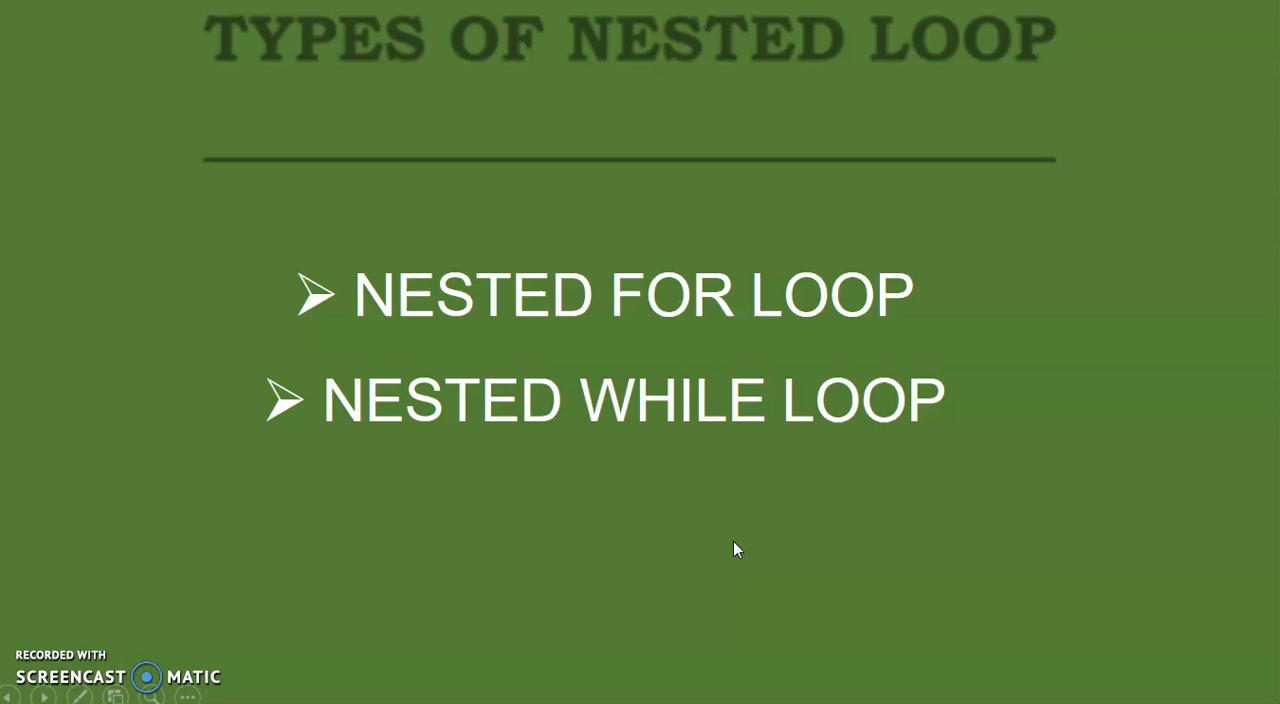 TYPES OF NESTED LOOP
➢ NESTED FOR LOOP
➢ NESTED WHILE LOOP
RECORDED WITH
SCREENCAST MATIC